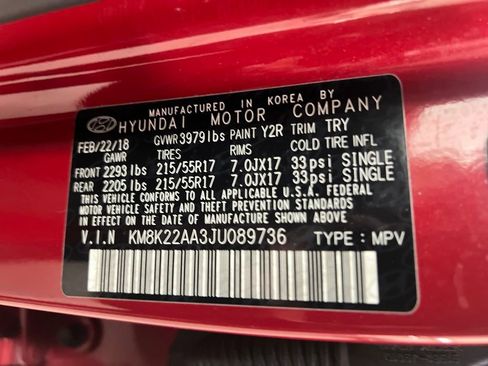 MANUFACTURED IN KOREA BY
HYUNDAI MOTOR COMPANY
FEB/22/18 GVWR 3979lbs PAINT Y2R TRIM TRY
GAWR TIRES RIMS COLD TIRE INFL
FRONT 2293 lbs 215/55R17 7.0JX17 33psi SINGLE
REAR 2205 lbs 215/55R17 7.0JX17 33psi SINGLE
THIS VEHICLE CONFORMS TO ALL APPLICABLE U.S.A. FEDERAL
MOTOR VEHICLE SAFETY, BUMPER, AND THEFT PREVENTION
STANDARDS IN EFFECT ON THE DATE OF MANUFACTURE SHOWN ABOVE.
V.I.N KM8K22AA3JU089736 TYPE : MPV